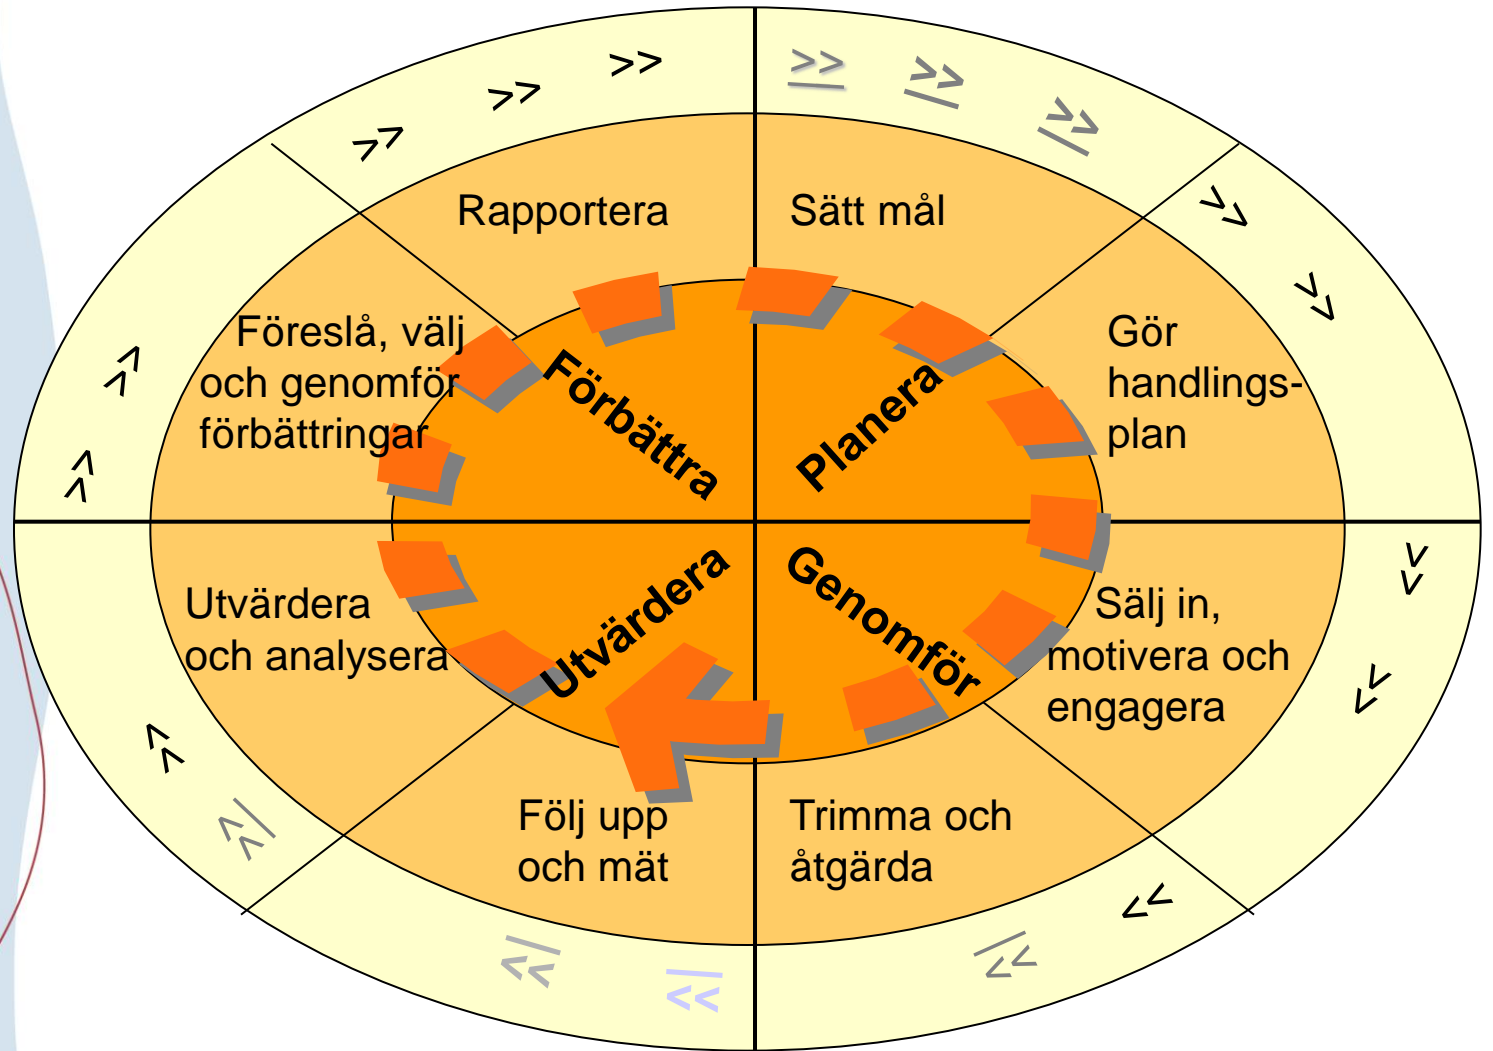 >> >> >> >> >> >>
Rapportera
Sätt mål
>>
>>
Föreslå, välj
och genomför
förbättringar
Gör
handlings-
plan
>>
>>
Förbättra
Planera
Utvärdera
Genomför
>>
>>
Utvärdera
och analysera
Sälj in,
motivera och
engagera
>>
>>
Följ upp
och mät
Trimma och
åtgärda
>> >> >> >>